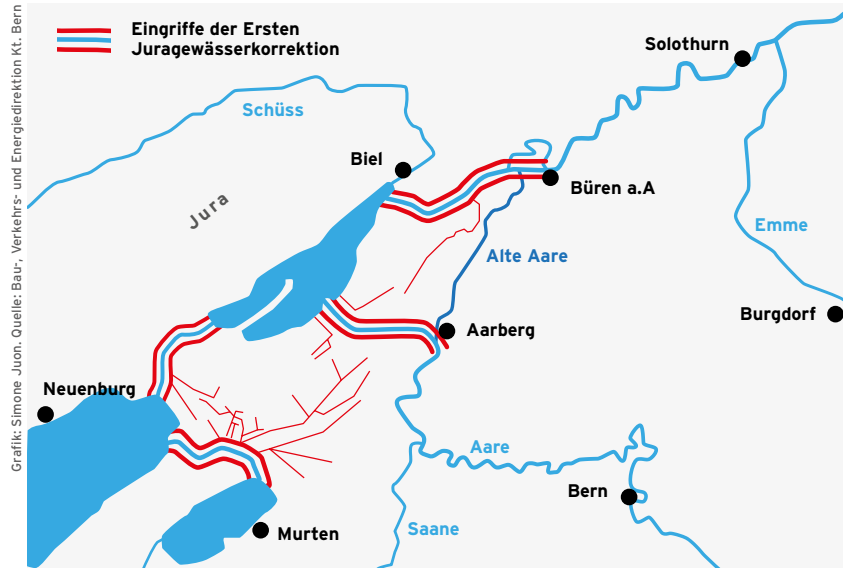 Eingriffe der Ersten
Juragewässerkorrektion
Solothurn
Schüss
Biel
Büren a.A
Jura
Emme
Alte Aare
Burgdorf
Aarberg
Neuenburg
Aare
Bern
Saane
Murten
Grafik: Simone Juon. Quelle: Bau-, Verkehrs- und Energiedirektion Kt. Bern